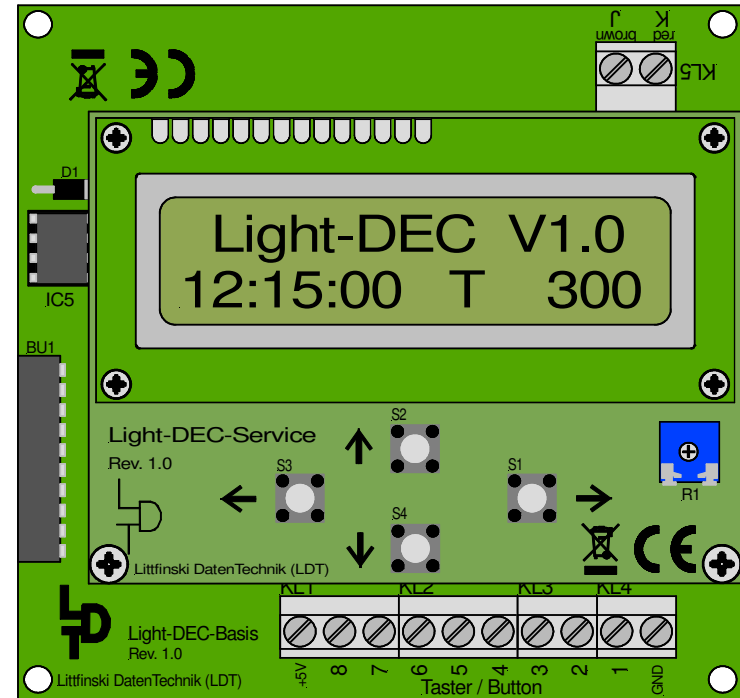 J K
brown red
KL5
D1
Light-DEC V1.0
12:15:00 T 300
IC5
BU1
S2
Light-DEC-Service
Rev. 1.0
S3
S1
R1
S4
Littfinski DatenTechnik (LDT)
KL1 KL2 KL3 KL4
LDT
Light-DEC-Basis
Rev. 1.0
+5V 8 7 6 5 4 3 2 1 GND
Littfinski DatenTechnik (LDT)
Taster / Button